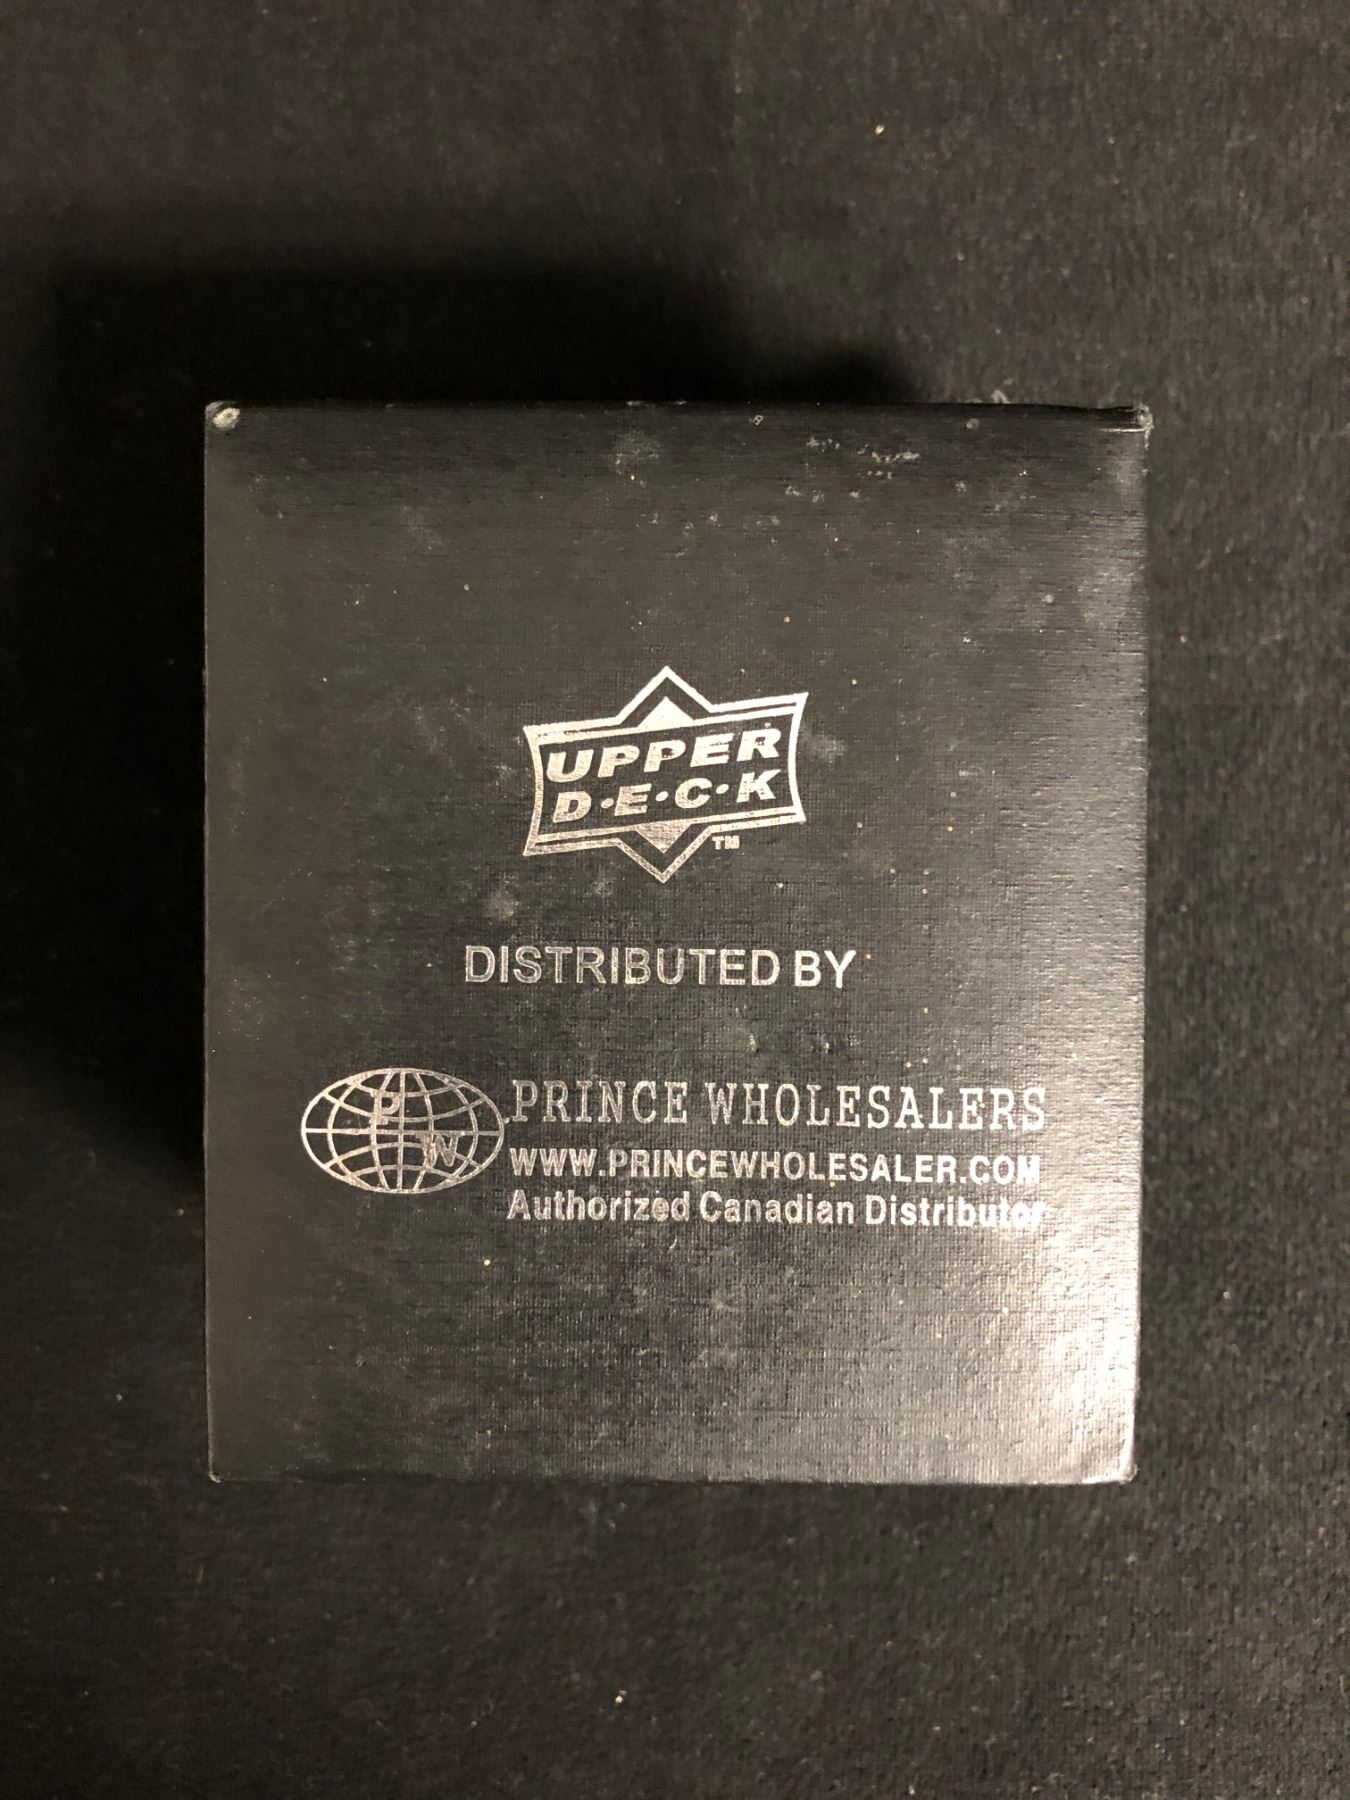 UPPER
D·E·C·K
TM
DISTRIBUTED BY
P
W
PRINCE WHOLESALERS
WWW.PRINCEWHOLESALER.COM
Authorized Canadian Distributor